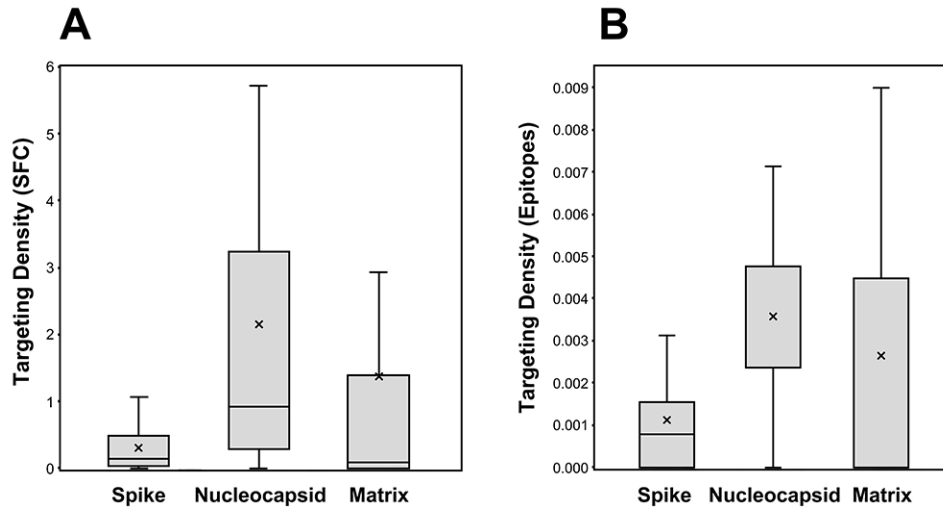 A
B
Targeting Density (SFC)
6
5
4
3
2
1
0
Spike Nucleocapsid Matrix
Targeting Density (Epitopes)
0.009
0.008
0.007
0.006
0.005
0.004
0.003
0.002
0.001
0.000
Spike Nucleocapsid Matrix